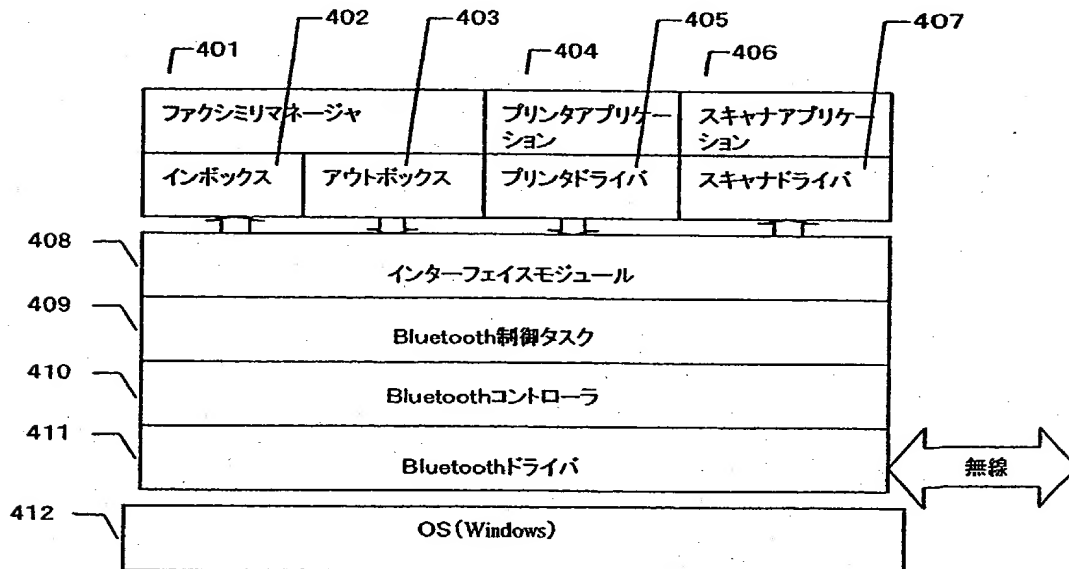 402
403
405
407
401
404
406
ファクシミリマネージャ
プリンタアプリケー
ション
スキャナアプリケー
ション
インボックス
アウトボックス
プリンタドライバ
スキャナドライバ
408
インターフェイスモジュール
409
Bluetooth制御タスク
410
Bluetoothコントローラ
411
Bluetoothドライバ
無線
412
OS(Windows)